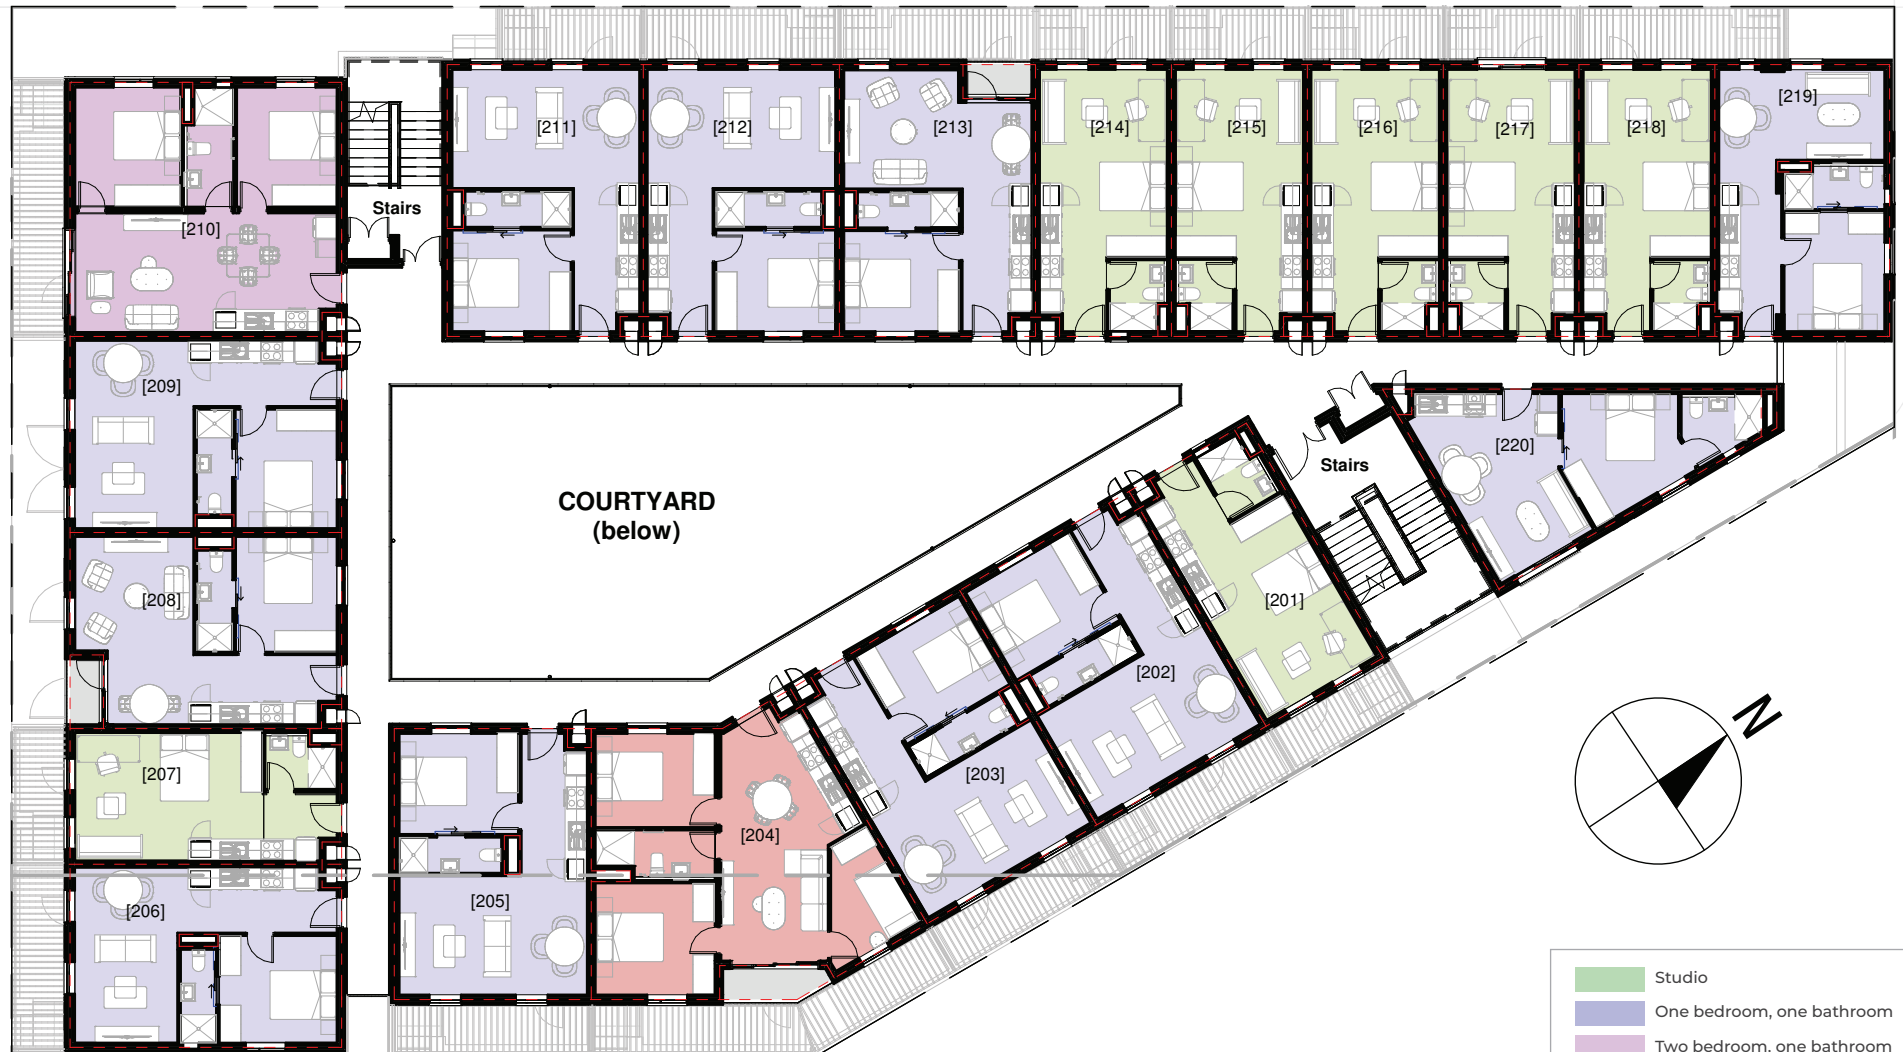 [211]
[212]
[213]
[214]
[215]
[216]
[217]
[218]
[219]
Stairs
[210]
[209]
[220]
Stairs
COURTYARD
(below)
[208]
[201]
[202]
[207]
[203]
[204]
[206]
[205]
N
Studio
One bedroom, one bathroom
Two bedroom, one bathroom